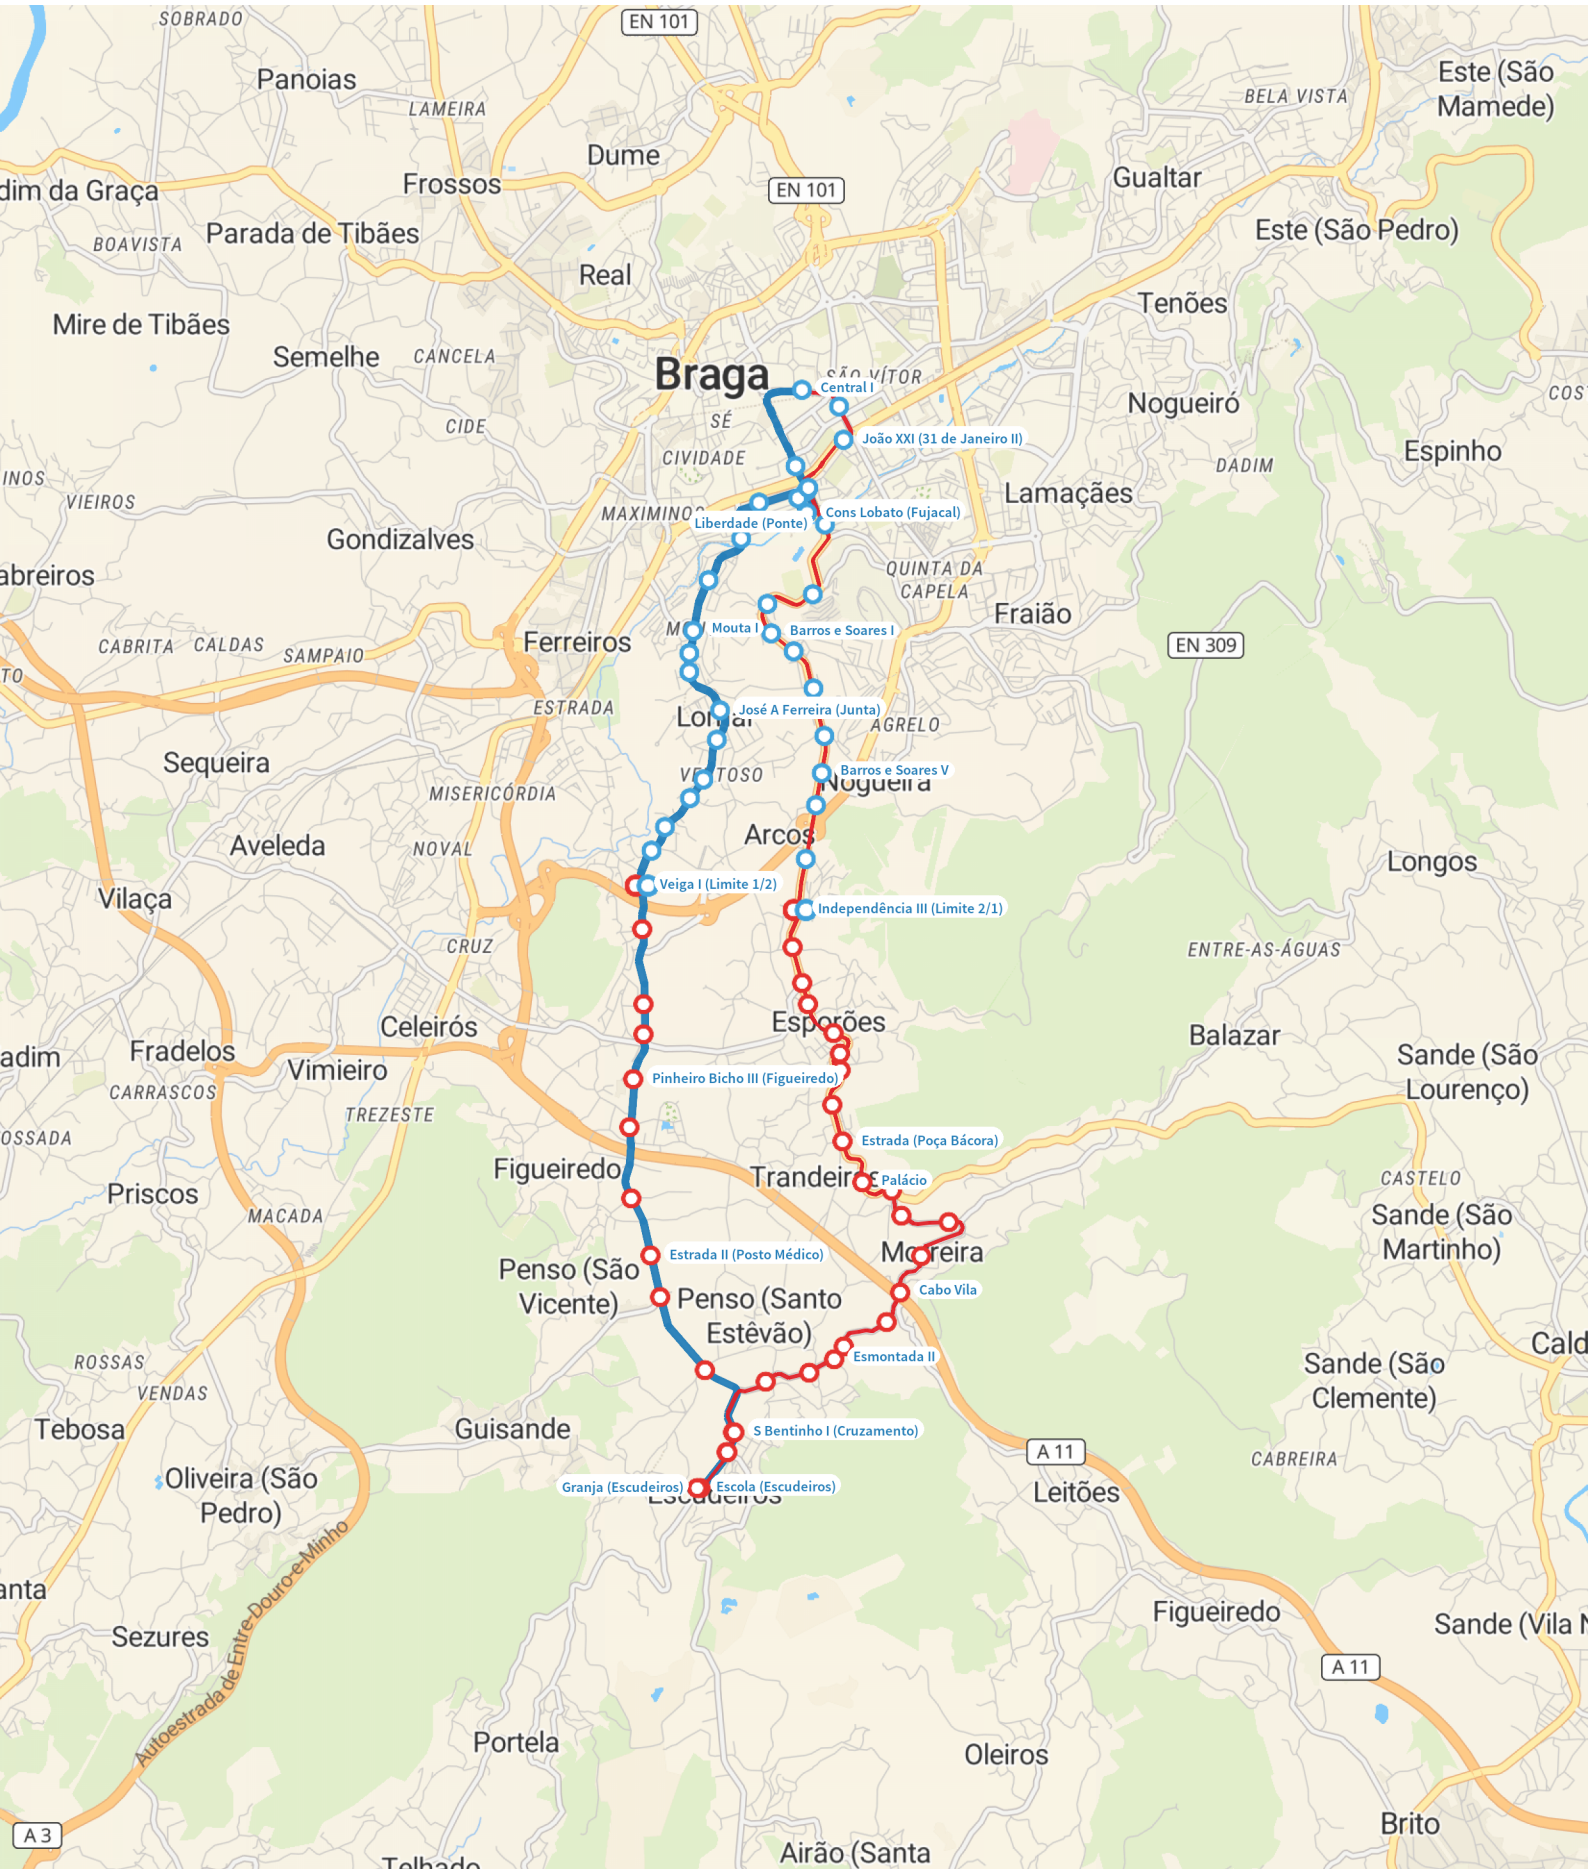 SOBRADO
EN 101
Panoias
LAMEIRA
BELA VISTA
Este (São
Mamede)
Dume
Frossos
EN 101
Gualtar
dim da Graça
BOAVISTA
Parada de Tibães
Este (São Pedro)
Real
Mire de Tibães
Tenões
Semelhe
CANCELA
Braga
SÃO VÍTOR
Central I
COS
Nogueiró
SÉ
CIDE
João XXI (31 de Janeiro II)
Espinho
CIVIDADE
DADIM
INOS
VIEIROS
Lamaçães
MAXIMINOS
Cons Lobato (Fujacal)
Liberdade (Ponte)
Gondizalves
abreiros
QUINTA DA
CAPELA
Fraião
Mouta I
Barros e Soares I
CABRITA
CALDAS
SAMPAIO
Ferreiros
EN 309
TO
ESTRADA
José A Ferreira (Junta)
AGRELO
Sequeira
Barros e Soares V
Nogueira
MISERICÓRDIA
Arcos
Aveleda
NOVAL
Longos
Veiga I (Limite 1/2)
Vilaça
Independência III (Limite 2/1)
CRUZ
ENTRE-AS-ÁGUAS
Esporões
Celeirós
Balazar
adim
Fradelos
Vimieiro
Sande (São
Lourenço)
CARRASCOS
Pinheiro Bicho III (Figueiredo)
TREZESTE
OSSADA
Estrada (Poça Bácora)
Figueiredo
Palácio
CASTELO
Priscos
MACADA
Sande (São
Martinho)
Estrada II (Posto Médico)
Penso (São
Vicente)
Cabo Vila
Penso (Santo
Estêvão)
Cald
ROSSAS
Esmontada II
Sande (São
Clemente)
VENDAS
Tebosa
Guisande
S Bentinho I (Cruzamento)
A 11
CABREIRA
Oliveira (São
Pedro)
Granja (Escudeiros)
Escola (Escudeiros)
Escudeiros
Leitões
Autoestrada de Entre-Douro-e-Minho
anta
Figueiredo
Sezures
Sande (Vila N
A 11
Portela
Oleiros
A 3
Brito
Telhado
Airão (Santa